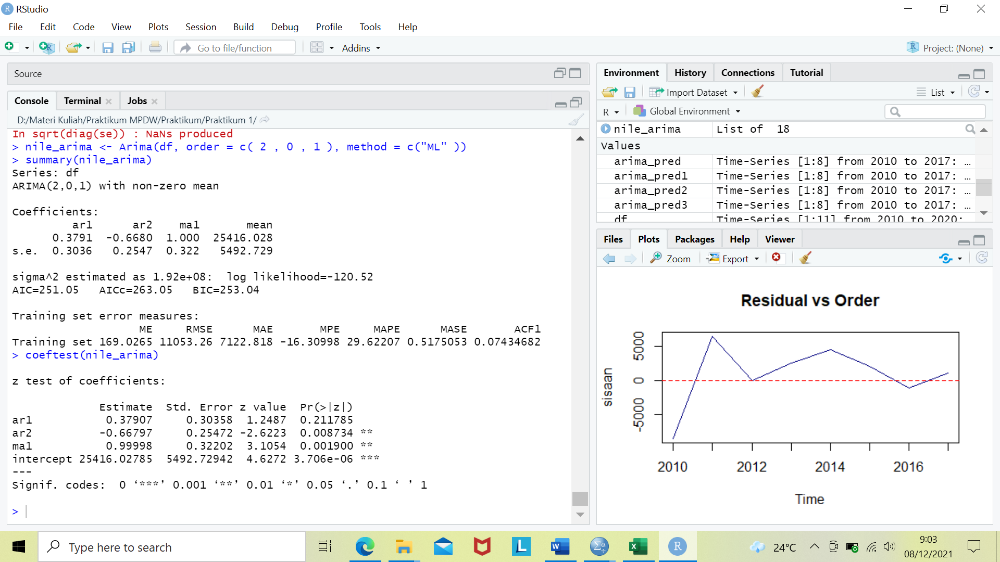 RStudio
File Edit Code View Plots Session Build Debug Profile Tools Help
Go to file/function Addins Project: (None)
Source
Console Terminal Jobs
D:/Materi Kuliah/Praktikum MPDW/Praktikum/Praktikum 1/
In sqrt(diag(se)) : NaNs produced
> nile_arima <- Arima(df, order = c( 2 , 0 , 1 ), method = c("ML" ))
> summary(nile_arima)
Series: df
ARIMA(2,0,1) with non-zero mean
Coefficients:
ar1 ar2 ma1 mean
0.3791 -0.6680 1.000 25416.028
s.e. 0.3036 0.2547 0.322 5492.729
sigma^2 estimated as 1.92e+08: log likelihood=-120.52
AIC=251.05 AICc=263.05 BIC=253.04
Training set error measures:
ME RMSE MAE MPE MAPE MASE ACF1
Training set 169.0265 11053.26 7122.818 -16.30998 29.62207 0.5175053 0.07434682
> coeftest(nile_arima)
z test of coefficients:
Estimate Std. Error z value Pr(>|z|)
ar1 0.37907 0.30358 1.2487 0.211785
ar2 -0.66797 0.25472 -2.6223 0.008734 **
ma1 0.99998 0.32202 3.1054 0.001900 **
intercept 25416.02785 5492.72942 4.6272 3.706e-06 ***
---
Signif. codes: 0 ‘***’ 0.001 ‘**’ 0.01 ‘*’ 0.05 ‘.’ 0.1 ‘ ’ 1
>
Environment History Connections Tutorial
Import Dataset List
R Global Environment
nile_arima List of 18
Values
arima_pred Time-Series [1:8] from 2010 to 2017: …
arima_pred1 Time-Series [1:8] from 2010 to 2017: …
arima_pred2 Time-Series [1:8] from 2010 to 2017: …
arima_pred3 Time-Series [1:8] from 2010 to 2017: …
df Time-Series [1:11] from 2010 to 2020:
Files Plots Packages Help Viewer
Zoom Export
Residual vs Order
sisaan
5000
0
-5000
2010 2012 2014 2016
Time
Type here to search
24°C
9:03
08/12/2021